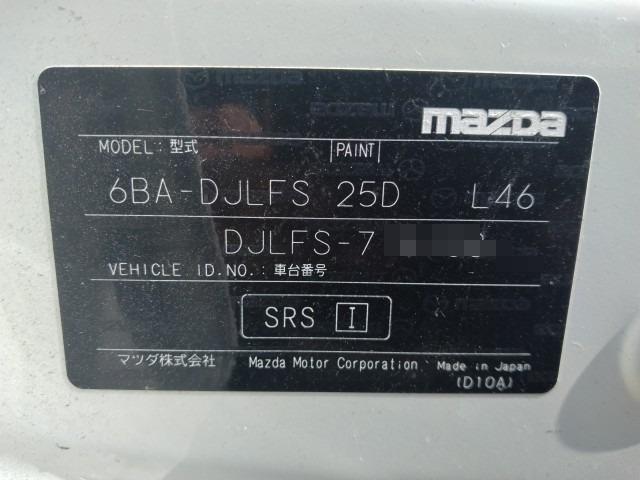 mazda
MODEL: 型式 PAINT
6BA-DJLFS 25D L46
DJLFS-7
VEHICLE ID.NO.: 車台番号
SRS I
マツダ株式会社 Mazda Motor Corporation Made in Japan
(D10A)